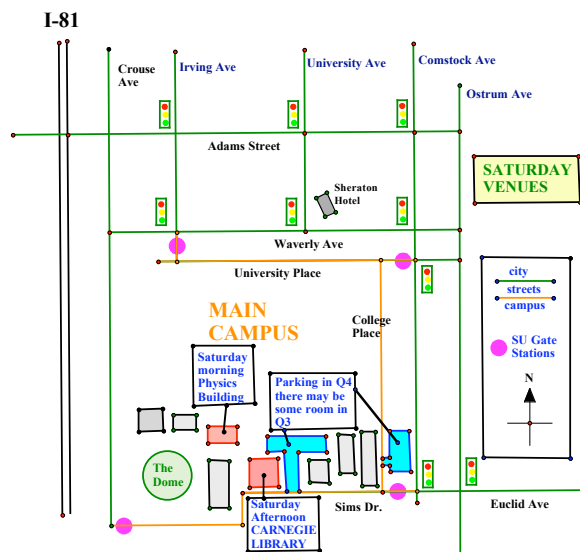 I-81
Crouse
Ave
Irving Ave
University Ave
Comstock Ave
Ostrum Ave
Adams Street
Sheraton
Hotel
SATURDAY
VENUES
Waverly Ave
University Place
city
streets
campus
SU Gate
Stations
N
MAIN
CAMPUS
College
Place
Saturday
morning
Physics
Building
Parking in Q4
there may be
some room in
Q3
The
Dome
Saturday
Afternoon
CARNEGIE
LIBRARY
Sims Dr.
Euclid Ave